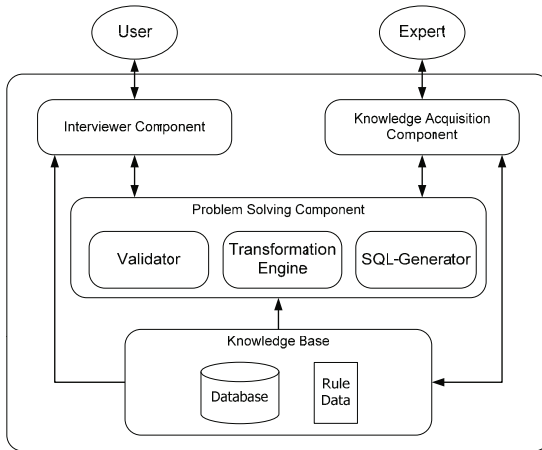 User
Expert
Interviewer Component
Knowledge Acquisition
Component
Problem Solving Component
Validator
Transformation
Engine
SQL-Generator
Knowledge Base
Database
Rule
Data